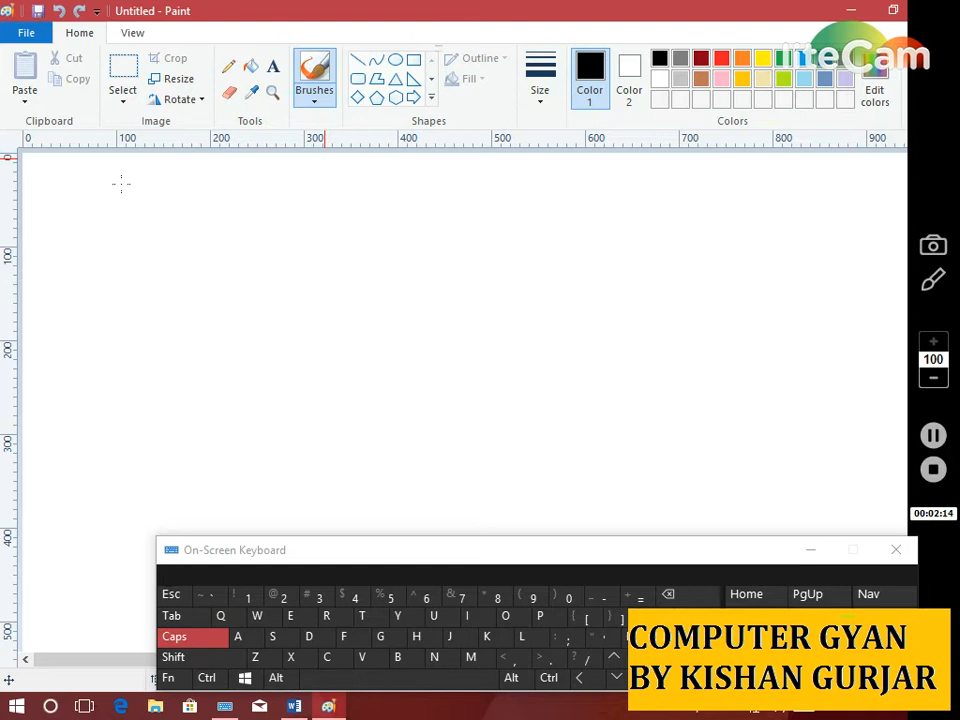 Untitled - Paint
File Home View
Paste Cut Copy
Select Crop Resize Rotate
A
Brushes
Outline Fill
Size
Color 1
Color 2
Edit colors
Clipboard Image Tools Shapes Colors
liteCam
0 100 200 300 400 500 600 700 800 900
0
100
200
300
400
500
+
100
−
00:02:14
On-Screen Keyboard
Esc ~ ` ! 1 @ 2 # 3 $ 4 % 5 ^ 6 & 7 * 8 ( 9 ) 0 _ - + = Home PgUp Nav
Tab Q W E R T Y U I O P { [ } ]
Caps A S D F G H J K L : ; " '
Shift Z X C V B N M < , > . ? /
Fn Ctrl Alt Alt Ctrl
COMPUTER GYAN
BY KISHAN GURJAR